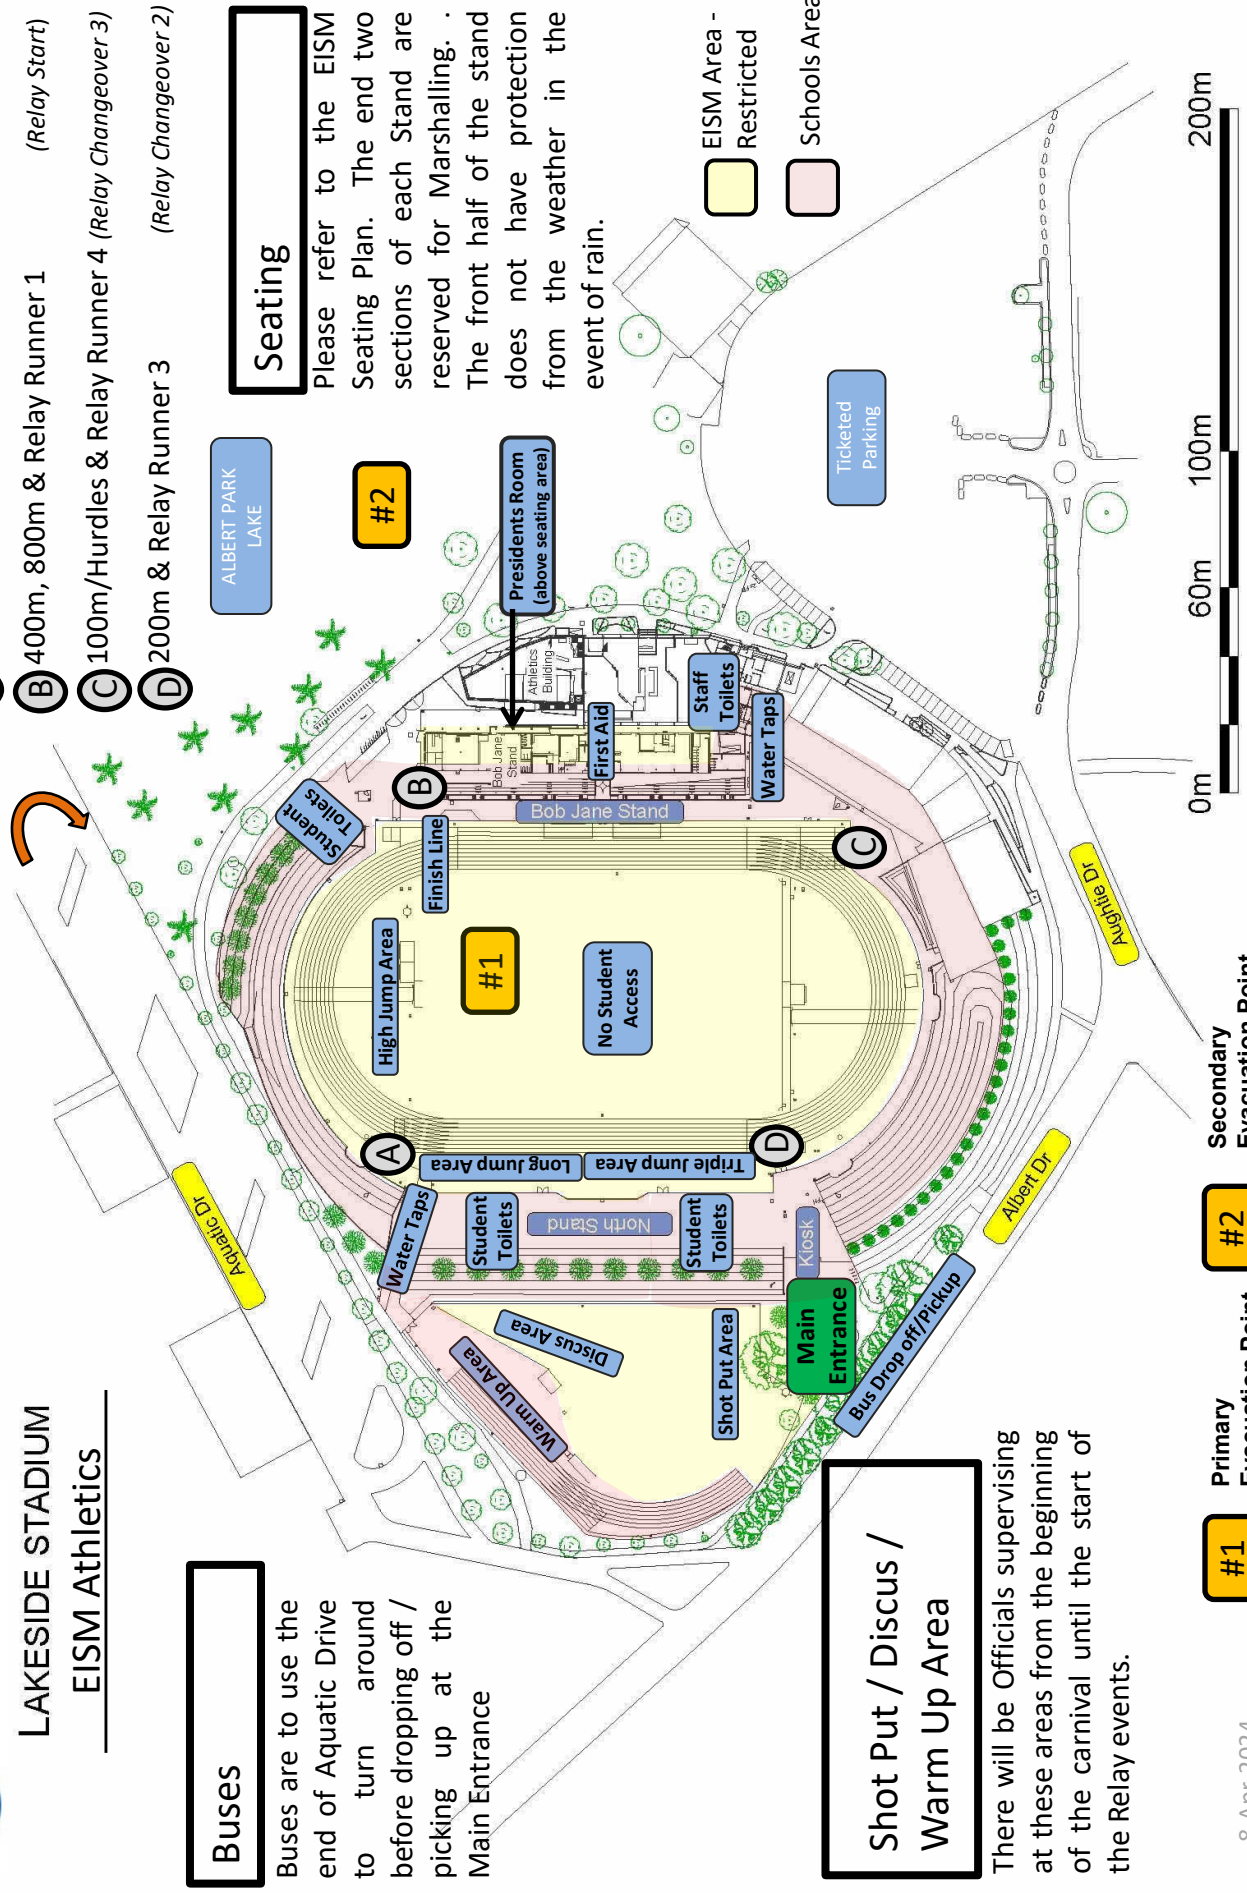 LAKESIDE STADIUM
EISM Athletics
B 400m, 800m & Relay Runner 1 (Relay Start)
C 100m/Hurdles & Relay Runner 4 (Relay Changeover 3)
D 200m & Relay Runner 3 (Relay Changeover 2)
Buses
Buses are to use the
end of Aquatic Drive
to turn around
before dropping off /
picking up at the
Main Entrance
Seating
Please refer to the EISM
Seating Plan. The end two
sections of each Stand are
reserved for Marshalling. .
The front half of the stand
does not have protection
from the weather in the
event of rain.
ALBERT PARK
LAKE
#2
Presidents Room
(above seating area)
EISM Area -
Restricted
Schools Area
Aquatic Dr
Student
Toilets
B
Finish Line
High Jump Area
#1
No Student
Access
A
Water Taps
Long Jump Area
Triple Jump Area
D
C
Student
Toilets
North Stand
Student
Toilets
Kiosk
Athletics
Building
Bob Jane
Stand
First Aid
Bob Jane Stand
Staff
Toilets
Water Taps
Ticketed
Parking
Warm Up Area
Discus Area
Shot Put Area
Main
Entrance
Bus Drop off/Pickup
Albert Dr
Aughtie Dr
Shot Put / Discus /
Warm Up Area
There will be Officials supervising
at these areas from the beginning
of the carnival until the start of
the Relay events.
0m 60m 100m 200m
#1
Primary
Evacuation Point
#2
Secondary
Evacuation Point
8 Apr 2024